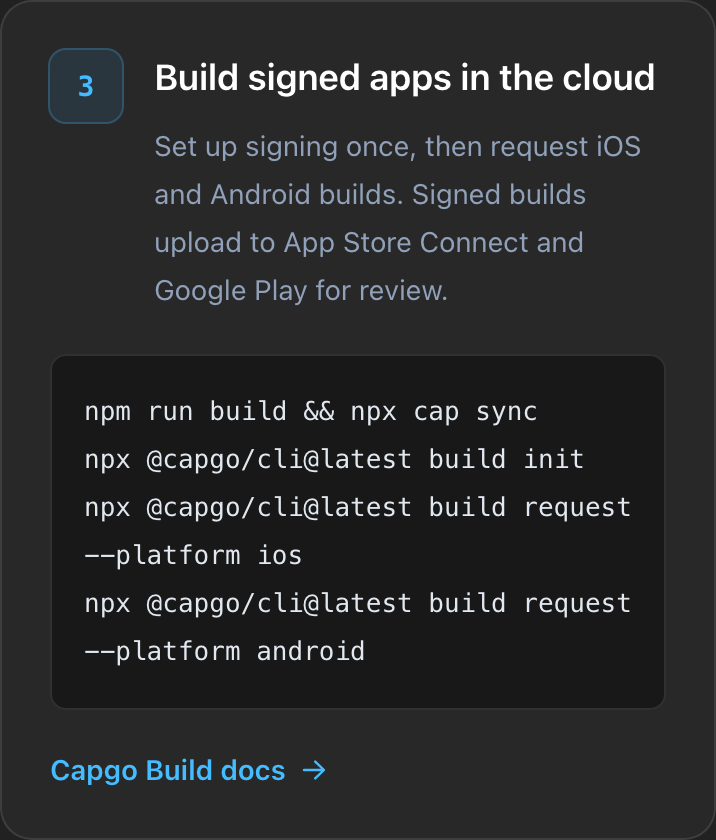 3
Build signed apps in the cloud
Set up signing once, then request iOS
and Android builds. Signed builds
upload to App Store Connect and
Google Play for review.
npm run build && npx cap sync
npx @capgo/cli@latest build init
npx @capgo/cli@latest build request
--platform ios
npx @capgo/cli@latest build request
--platform android
Capgo Build docs →